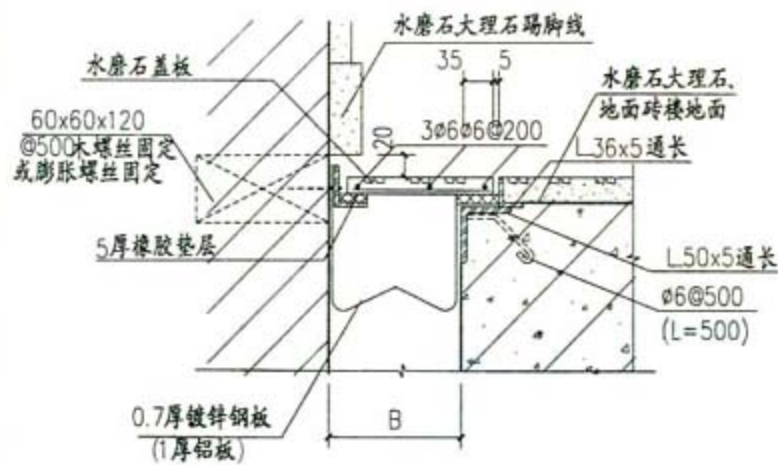 水磨石大理石踢脚线
水磨石盖板
35
5
水磨石大理石、
地面砖楼地面
60x60x120
@500木螺丝固定
或膨胀螺丝固定
20
3ø6ø6@200
L36x5通长
5厚橡胶垫层
L50x5通长
ø6@500
(L=500)
0.7厚镀锌钢板
(1厚铝板)
B